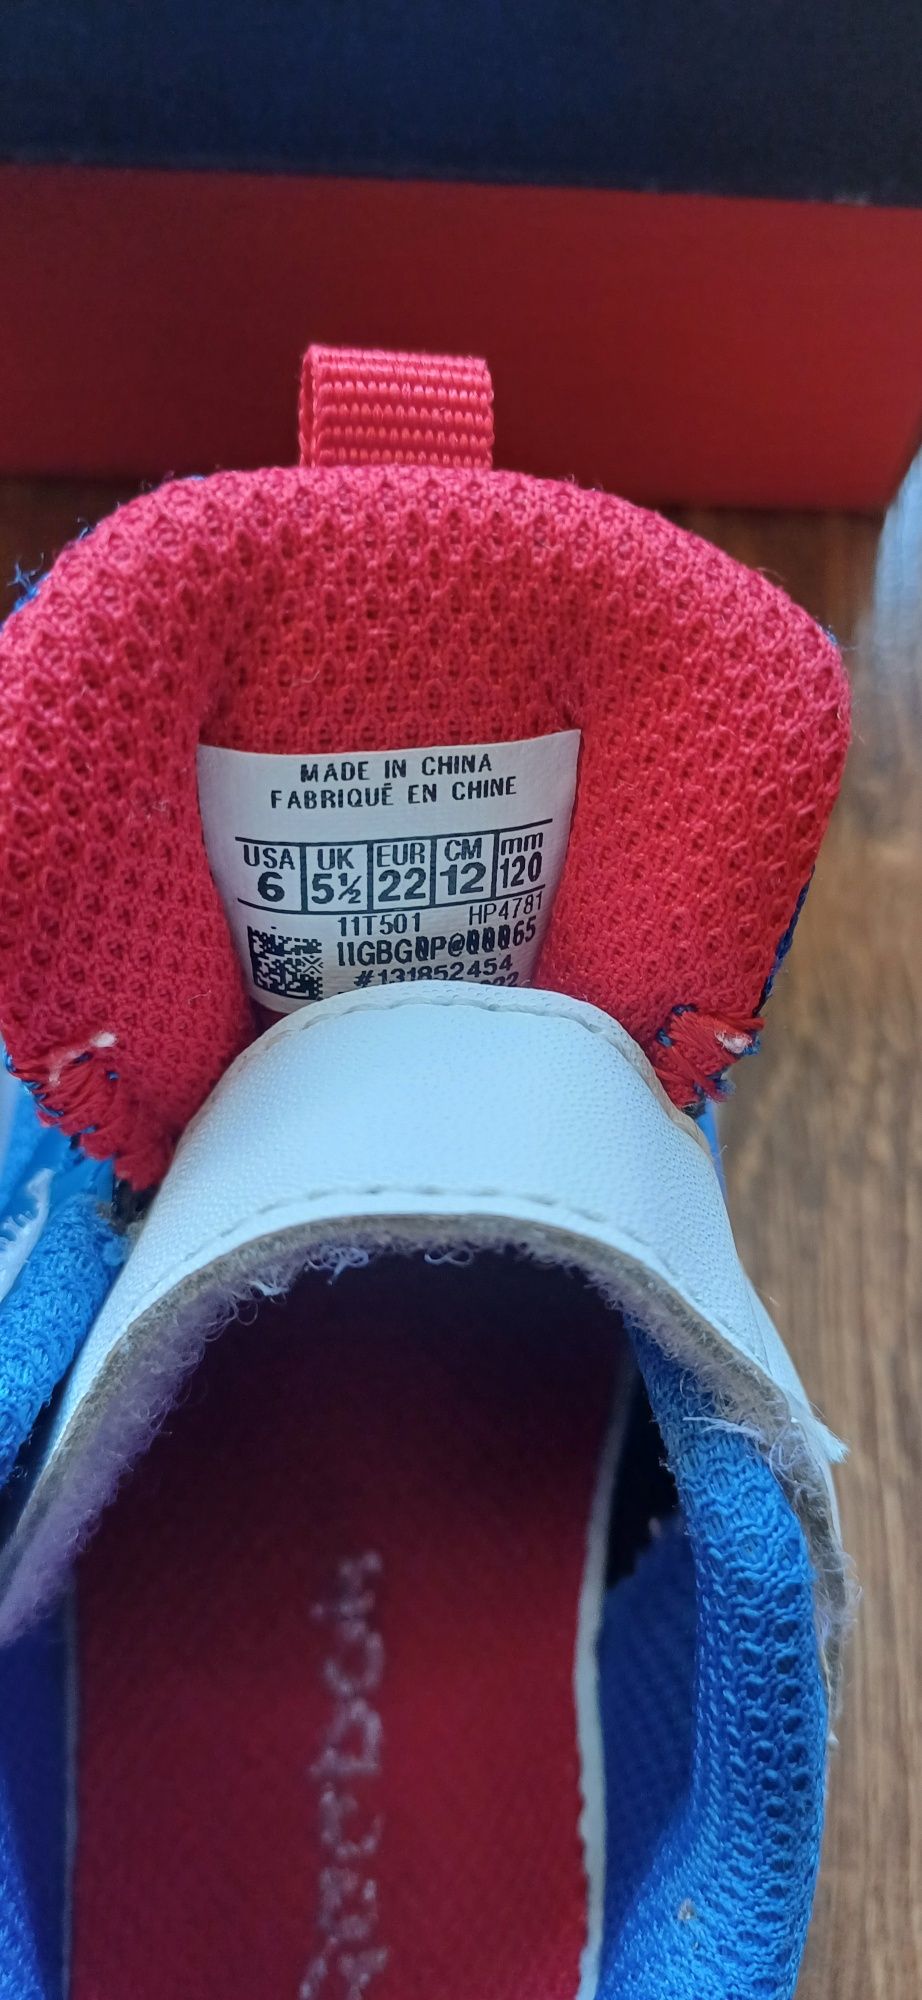 MADE IN CHINA
FABRIQUÉ EN CHINE
USA UK EUR CM mm
6 5½ 22 12 120
11T501 HP4781
#131852454